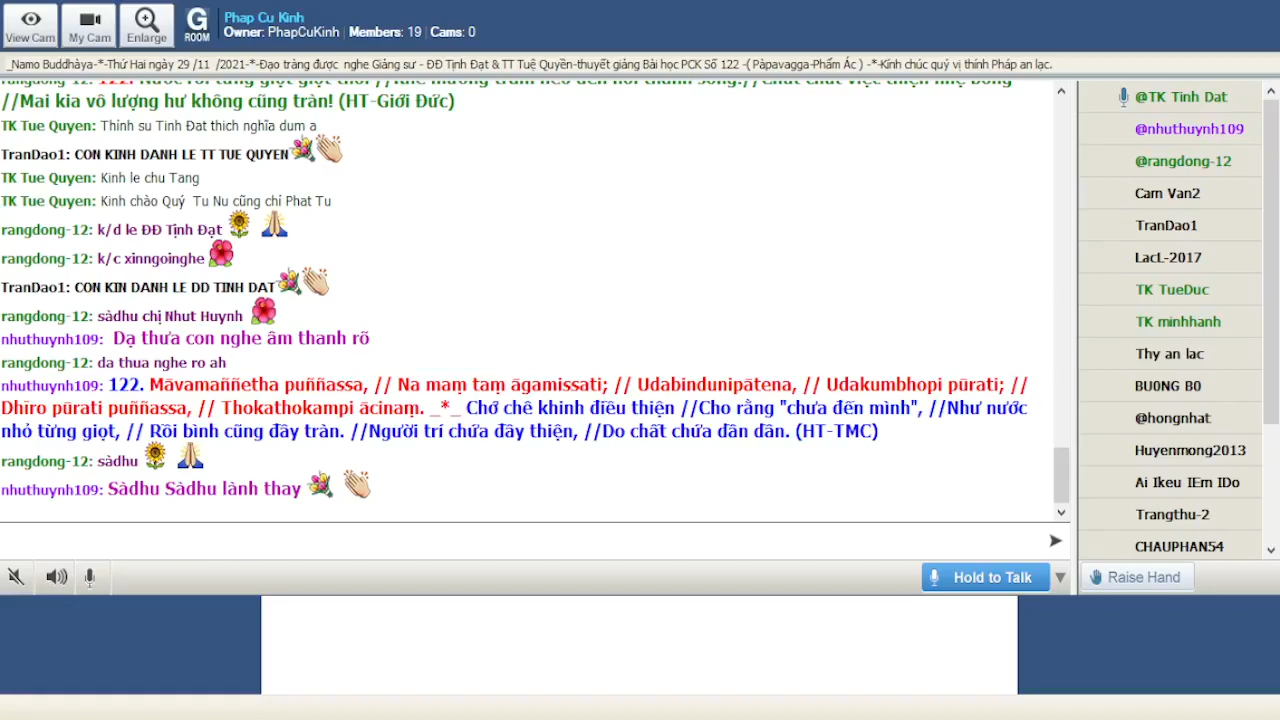 View Cam
My Cam
Enlarge
G
ROOM
Phap Cu Kinh
Owner: PhapCuKinh | Members: 19 | Cams: 0
_Namo Buddhàya-*-Thứ Hai ngày 29 /11 /2021-*-Đạo tràng được nghe Giảng sư - ĐĐ Tịnh Đạt & TT Tuệ Quyền-thuyết giảng Bài học PCK Số 122 -( Pàpavagga-Phẩm Ác ) -*-Kính chúc quý vị thính Pháp an lạc.
//Mai kia vô lượng hư không cũng tràn! (HT-Giới Đức)
TK Tue Quyen: Thỉnh su Tinh Đat thich nghĩa dum a
TranDao1: CON KINH DANH LE TT TUE QUYEN
TK Tue Quyen: Kinh le chu Tang
TK Tue Quyen: Kinh chào Quý Tu Nu cũng chỉ Phat Tu
rangdong-12: k/d le ĐĐ Tịnh Đạt
rangdong-12: k/c xinngoinghe
TranDao1: CON KIN DANH LE DD TINH DAT
rangdong-12: sàdhu chị Nhut Huynh
nhuthuynh109: Dạ thưa con nghe âm thanh rõ
rangdong-12: da thua nghe ro ah
nhuthuynh109: 122. Māvamaññetha puññassa, // Na maṃ taṃ āgamissati; // Udabindunipātena, // Udakumbhopi pūrati; //
Dhīro pūrati puññassa, // Thokathokampi ācinaṃ. _*_ Chớ chê khinh điều thiện //Cho rằng "chưa đến mình", //Như nước
nhỏ từng giọt, // Rồi bình cũng đầy tràn. //Người trí chứa đầy thiện, //Do chất chứa dần dần. (HT-TMC)
rangdong-12: sàdhu
nhuthuynh109: Sàdhu Sàdhu lành thay
@TK Tinh Dat
@nhuthuynh109
@rangdong-12
Cam Van2
TranDao1
LacL-2017
TK TueDuc
TK minhhanh
Thy an lac
BU0NG B0
@hongnhat
Huyenmong2013
Ai Ikeu IEm IDo
Trangthu-2
CHAUPHAN54
Hold to Talk
Raise Hand